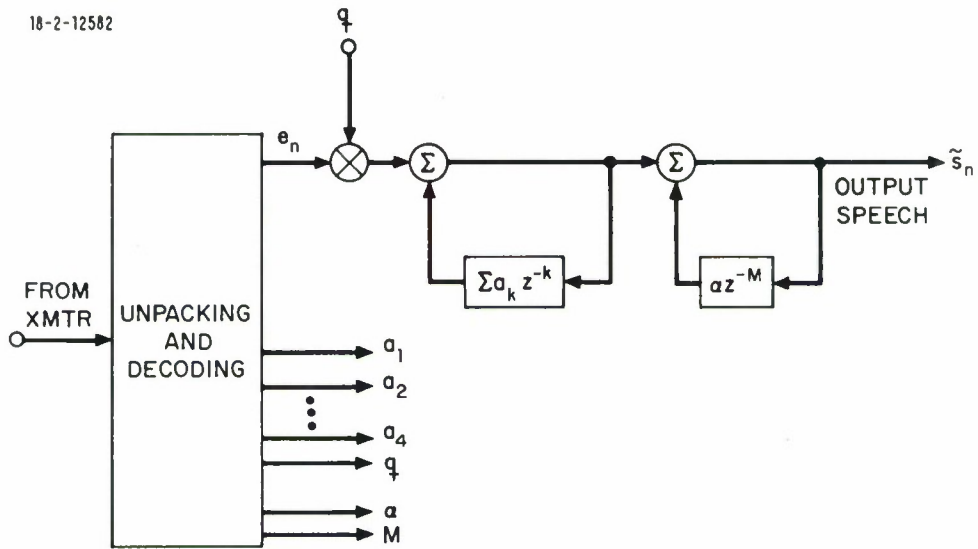 18-2-12582
q
e_n
Σ
Σ
s̃_n
OUTPUT
SPEECH
Σa_k z^-k
αz^-M
FROM
XMTR
UNPACKING
AND
DECODING
a_1
a_2
a_4
q
α
M